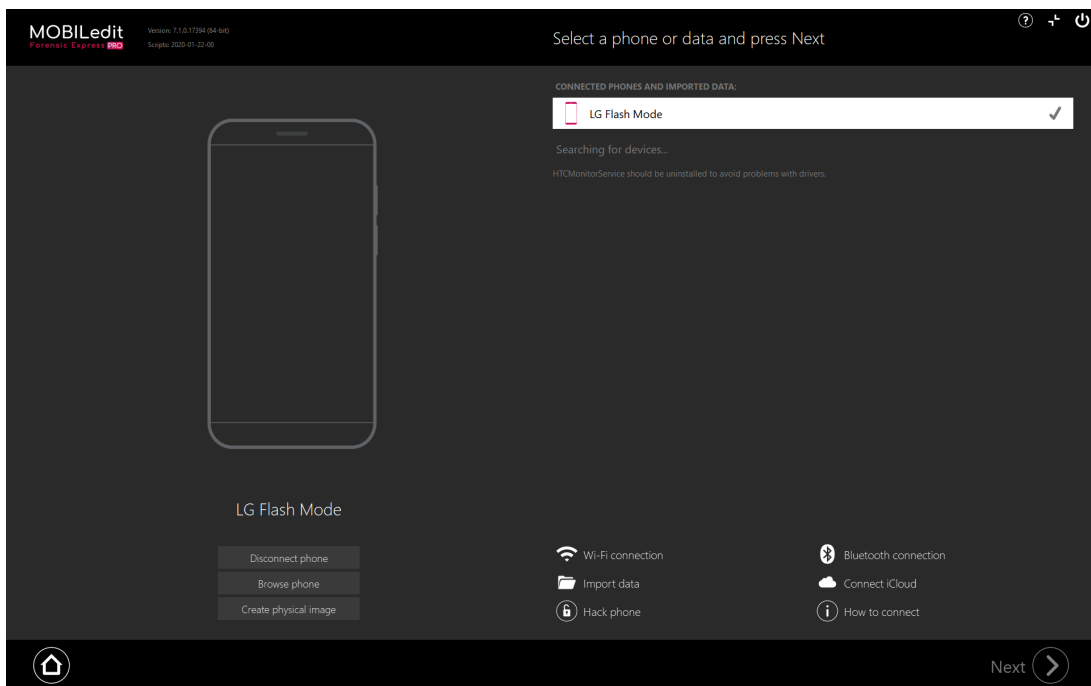 MOBILedit
Forensic Express PRO
Version: 7.1.0.17394 (64-bit)
Scripts: 2020-01-22-00
Select a phone or data and press Next
CONNECTED PHONES AND IMPORTED DATA:
LG Flash Mode
Searching for devices...
HTCMonitorService should be uninstalled to avoid problems with drivers.
LG Flash Mode
Disconnect phone
Browse phone
Create physical image
Wi-Fi connection
Bluetooth connection
Import data
Connect iCloud
Hack phone
How to connect
Next